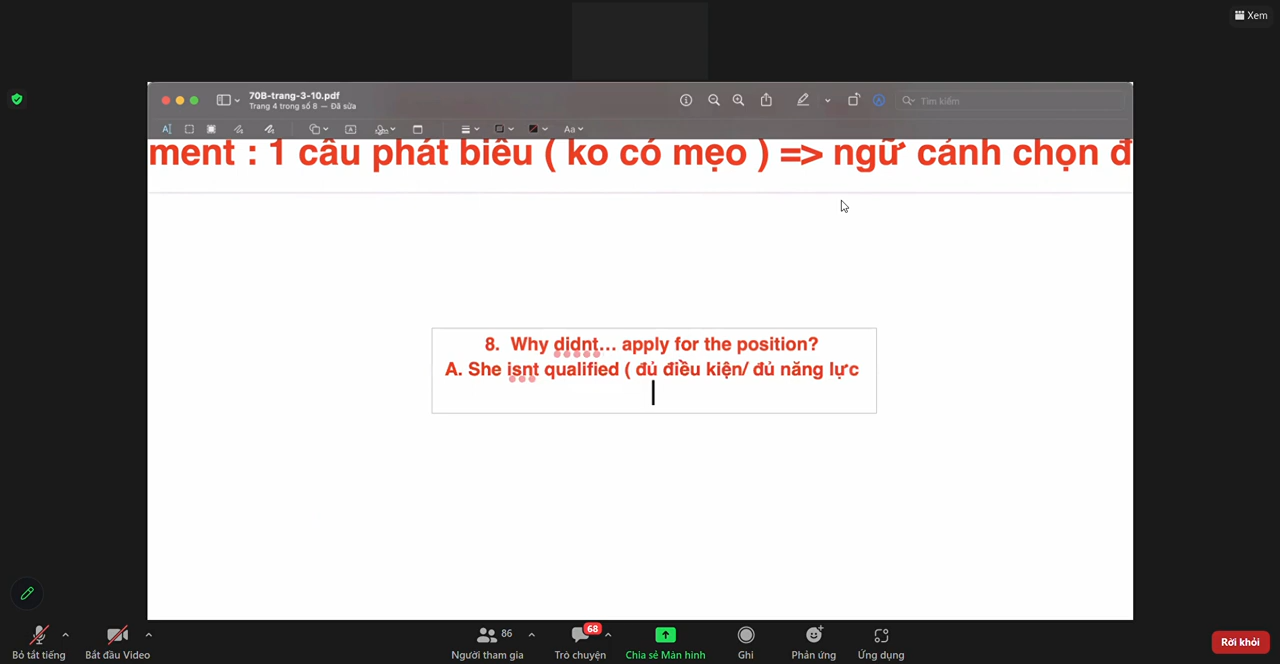 Xem
70B-trang-3-10.pdf
Trang 4 trong số 8 — Đã sửa
Tìm kiếm
Aa
ment : 1 câu phát biểu ( ko có mẹo ) => ngữ cảnh chọn đ
8. Why didnt... apply for the position?
A. She isnt qualified ( đủ điều kiện/ đủ năng lực
86
68
Bỏ tắt tiếng
Bắt đầu Video
Người tham gia
Trò chuyện
Chia sẻ Màn hình
Ghi
Phản ứng
Ứng dụng
Rời khỏi